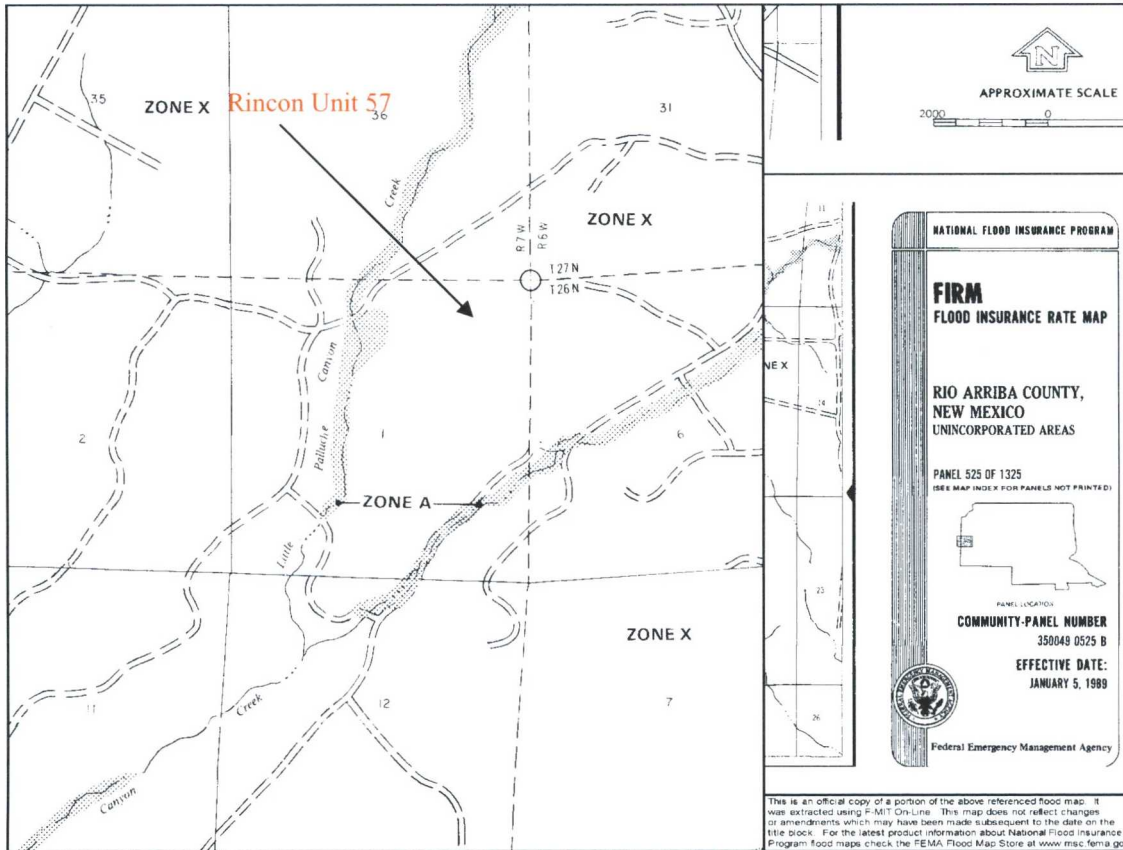 35
ZONE X
Rincon Unit 57
36
31
Creek
ZONE X
R7W
R6W
T27N
T26N
Canyon
Palluche
2
1
6
ZONE A
Little
ZONE X
11
Creek
12
7
Canyon
N
APPROXIMATE SCALE
2000
0
11
NE X
14
23
26
NATIONAL FLOOD INSURANCE PROGRAM
FIRM
FLOOD INSURANCE RATE MAP
RIO ARRIBA COUNTY,
NEW MEXICO
UNINCORPORATED AREAS
PANEL 525 OF 1325
(SEE MAP INDEX FOR PANELS NOT PRINTED)
PANEL LOCATION
COMMUNITY-PANEL NUMBER
350049 0525 B
EFFECTIVE DATE:
JANUARY 5, 1989
Federal Emergency Management Agency
This is an official copy of a portion of the above referenced flood map. It
was extracted using F-MIT On-Line. This map does not reflect changes
or amendments which may have been made subsequent to the date on the
title block. For the latest product information about National Flood Insurance
Program flood maps check the FEMA Flood Map Store at www.msc.fema.go